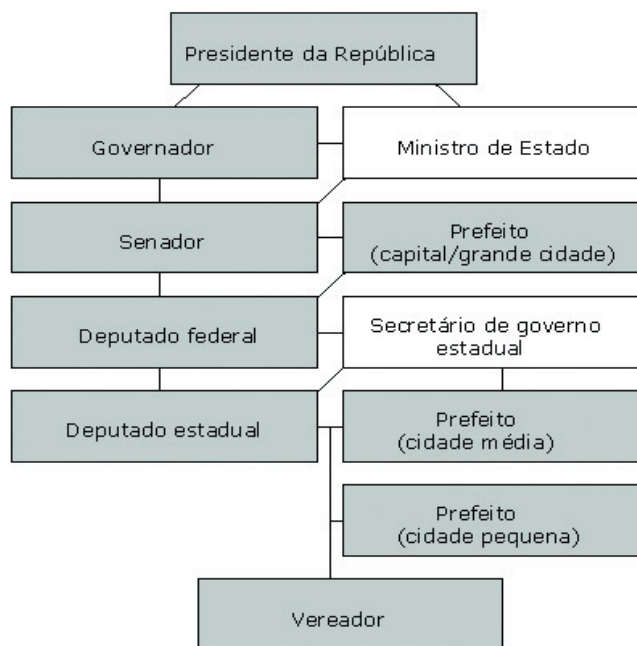 Presidente da República
Governador
Ministro de Estado
Senador
Prefeito
(capital/grande cidade)
Deputado federal
Secretário de governo
estadual
Deputado estadual
Prefeito
(cidade média)
Prefeito
(cidade pequena)
Vereador